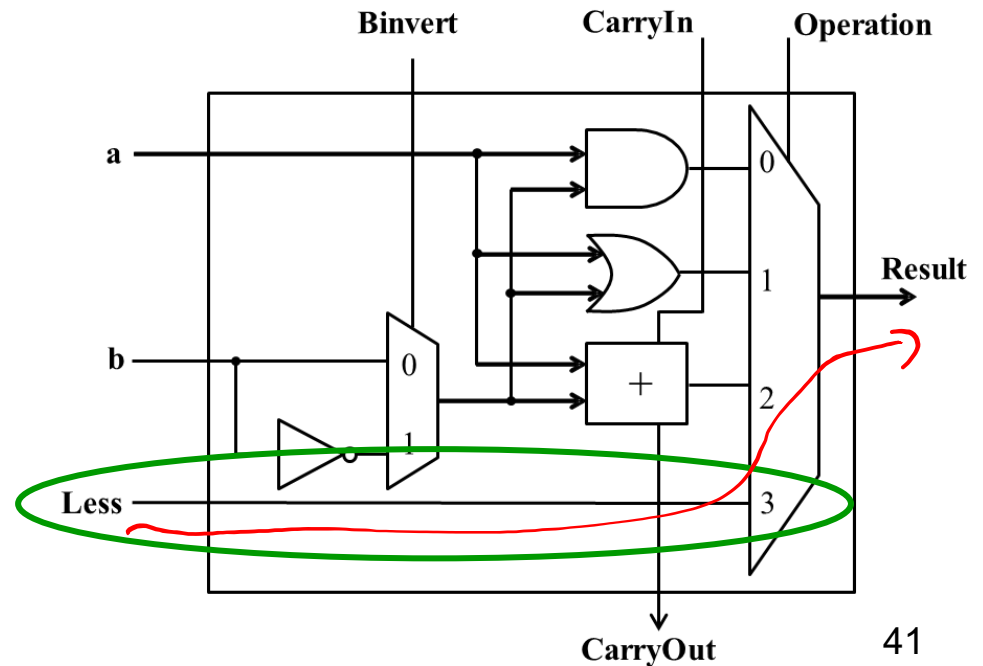 Binvert
CarryIn
Operation
a
0
1
Result
b
0
+
2
1
Less
3
CarryOut
41